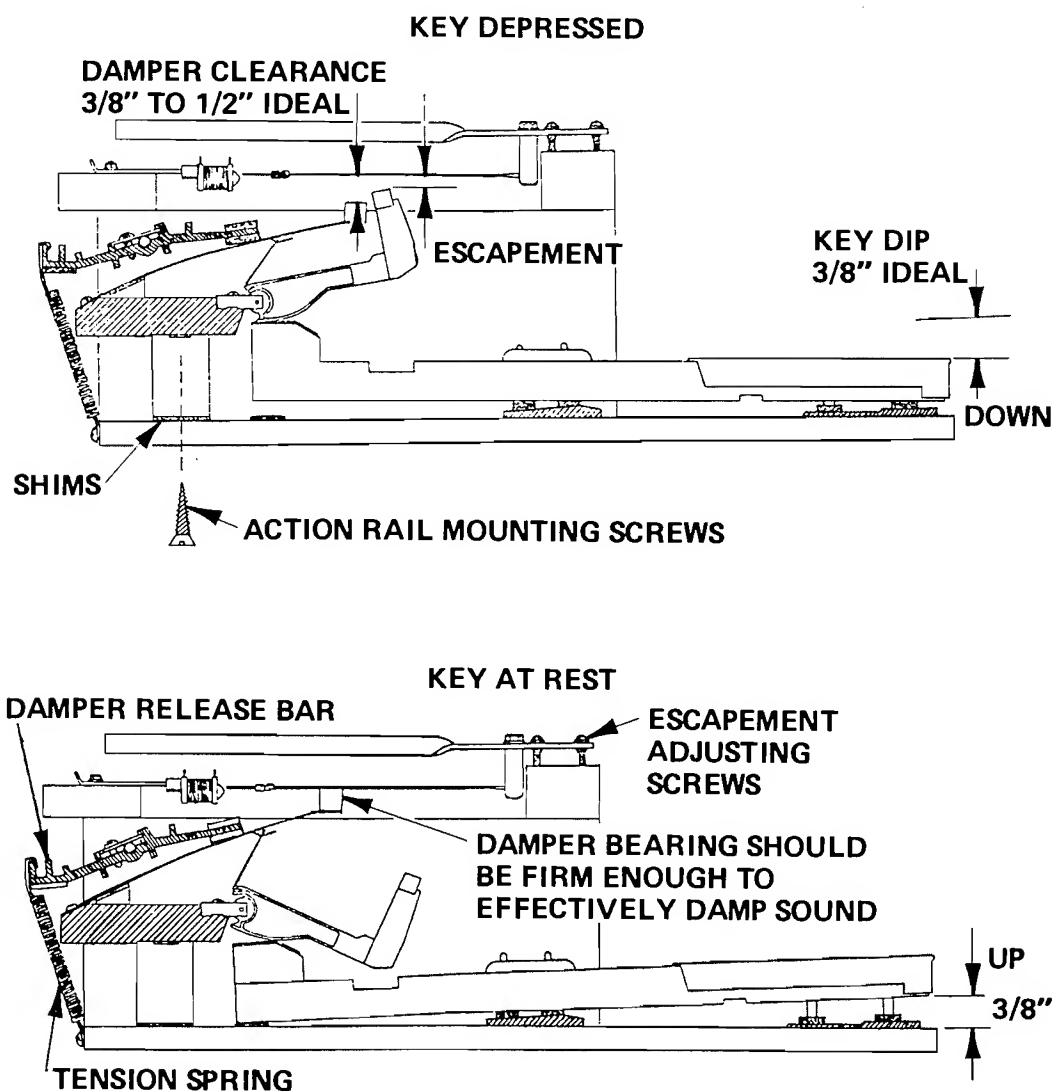 KEY DEPRESSED
DAMPER CLEARANCE
3/8" TO 1/2" IDEAL
ESCAPEMENT
KEY DIP
3/8" IDEAL
DOWN
SHIMS
ACTION RAIL MOUNTING SCREWS
KEY AT REST
DAMPER RELEASE BAR
ESCAPEMENT
ADJUSTING
SCREWS
DAMPER BEARING SHOULD
BE FIRM ENOUGH TO
EFFECTIVELY DAMP SOUND
UP
3/8"
TENSION SPRING